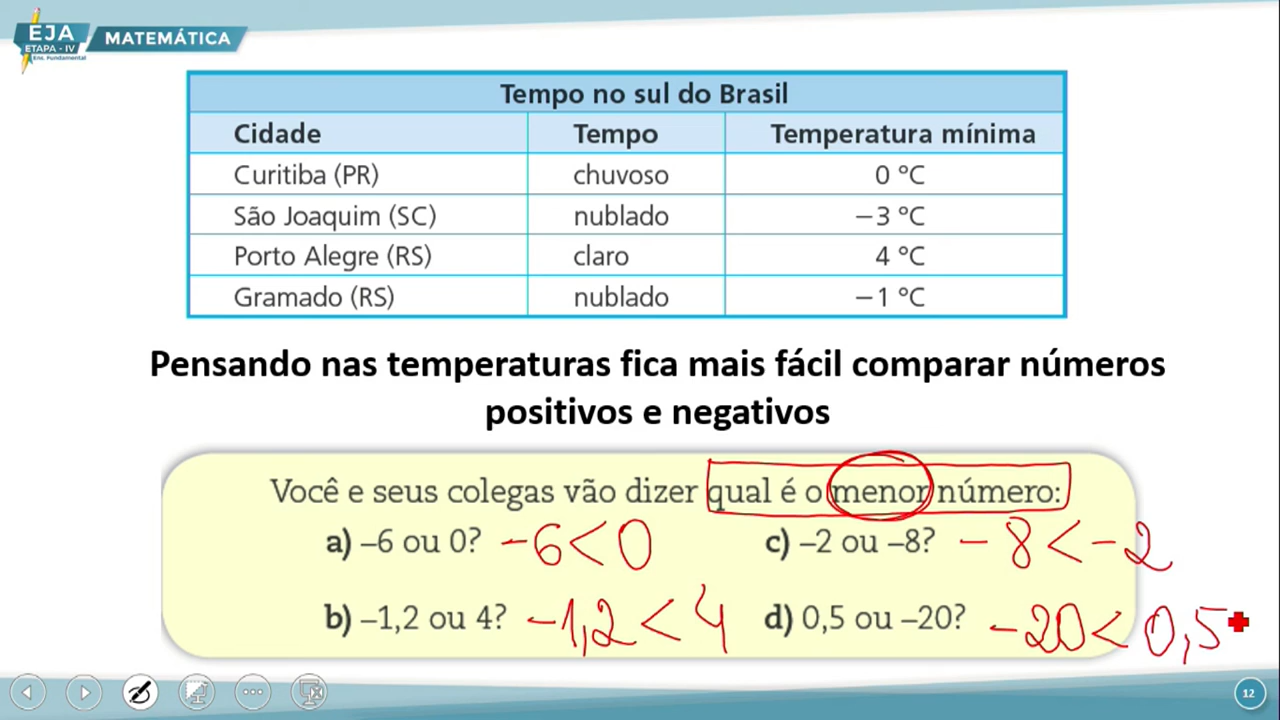 EJA
ETAPA - IV
Ens. Fundamental
MATEMÁTICA
Tempo no sul do Brasil
Cidade Tempo Temperatura mínima
Curitiba (PR) chuvoso 0 °C
São Joaquim (SC) nublado −3 °C
Porto Alegre (RS) claro 4 °C
Gramado (RS) nublado −1 °C
Pensando nas temperaturas fica mais fácil comparar números
positivos e negativos
Você e seus colegas vão dizer qual é o menor número:
a) –6 ou 0? -6<0 c) –2 ou –8? -8<-2
b) –1,2 ou 4? -1,2<4 d) 0,5 ou –20? -20<0,5
12